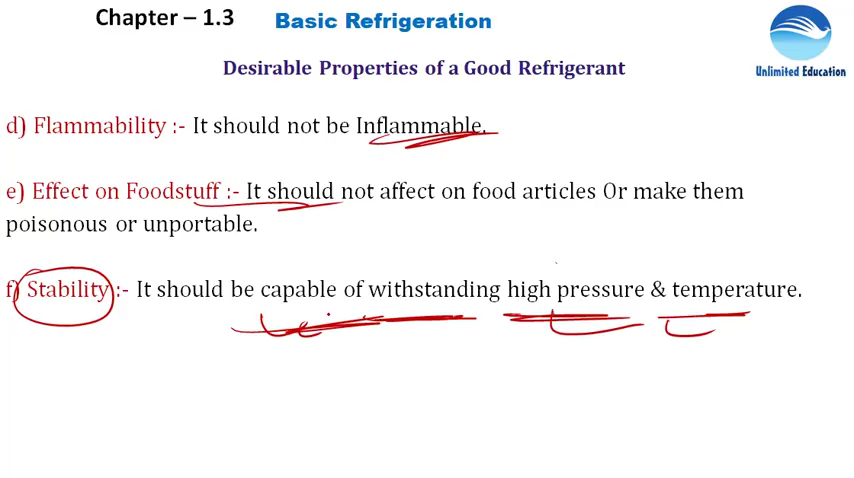 Chapter – 1.3
Basic Refrigeration
Unlimited Education
Desirable Properties of a Good Refrigerant
d) Flammability :- It should not be Inflammable.
e) Effect on Foodstuff :- It should not affect on food articles Or make them
poisonous or unportable.
f) Stability :- It should be capable of withstanding high pressure & temperature.